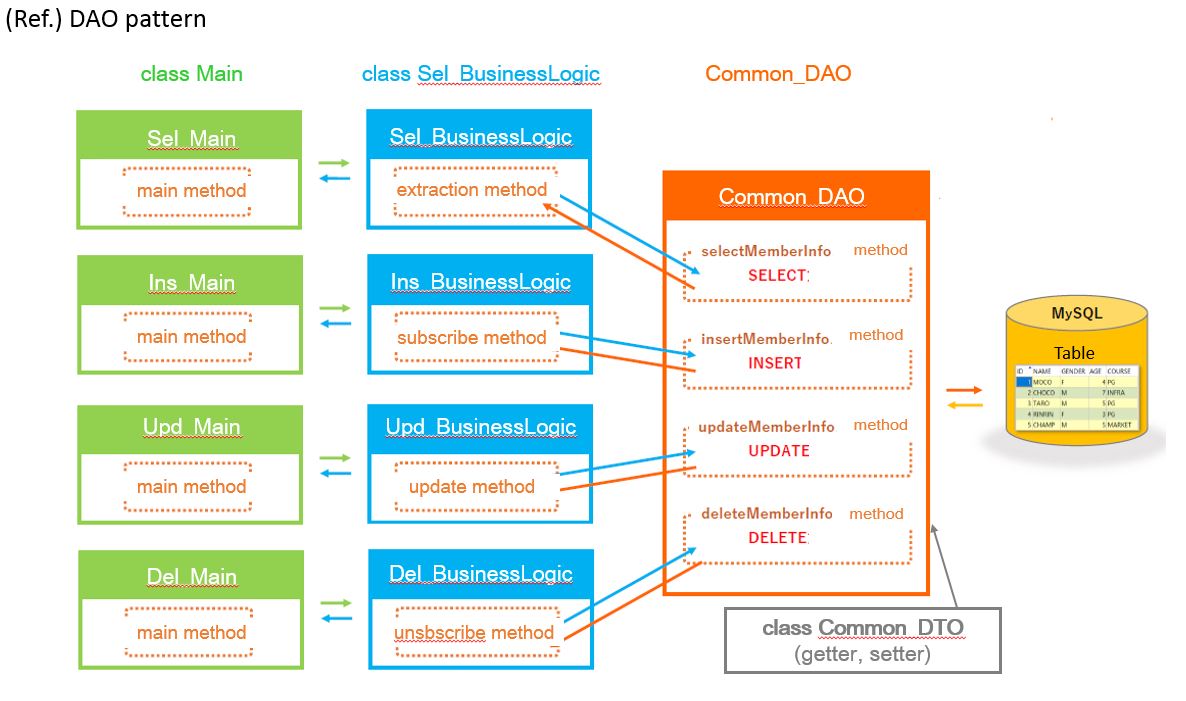 (Ref.) DAO pattern
class Main
class Sel_BusinessLogic
Common_DAO
Sel_Main
main method
Sel_BusinessLogic
extraction method
Ins_Main
main method
Ins_BusinessLogic
subscribe method
Upd_Main
main method
Upd_BusinessLogic
update method
Del_Main
main method
Del_BusinessLogic
unsbscribe method
Common_DAO
selectMemberInfo method
SELECT;
insertMemberInfo. method
INSERT
updateMemberInfo method
UPDATE
deleteMemberInfo method
DELETE:
class Common_DTO
(getter, setter)
MySQL
Table
ID NAME GENDER AGE COURSE
1 MOCO F 4 PG
2 CHOCO M 7 INFRA
3 TARO M 5 PG
4 RINRIN F 3 PG
5 CHAMP M 5 MARKET